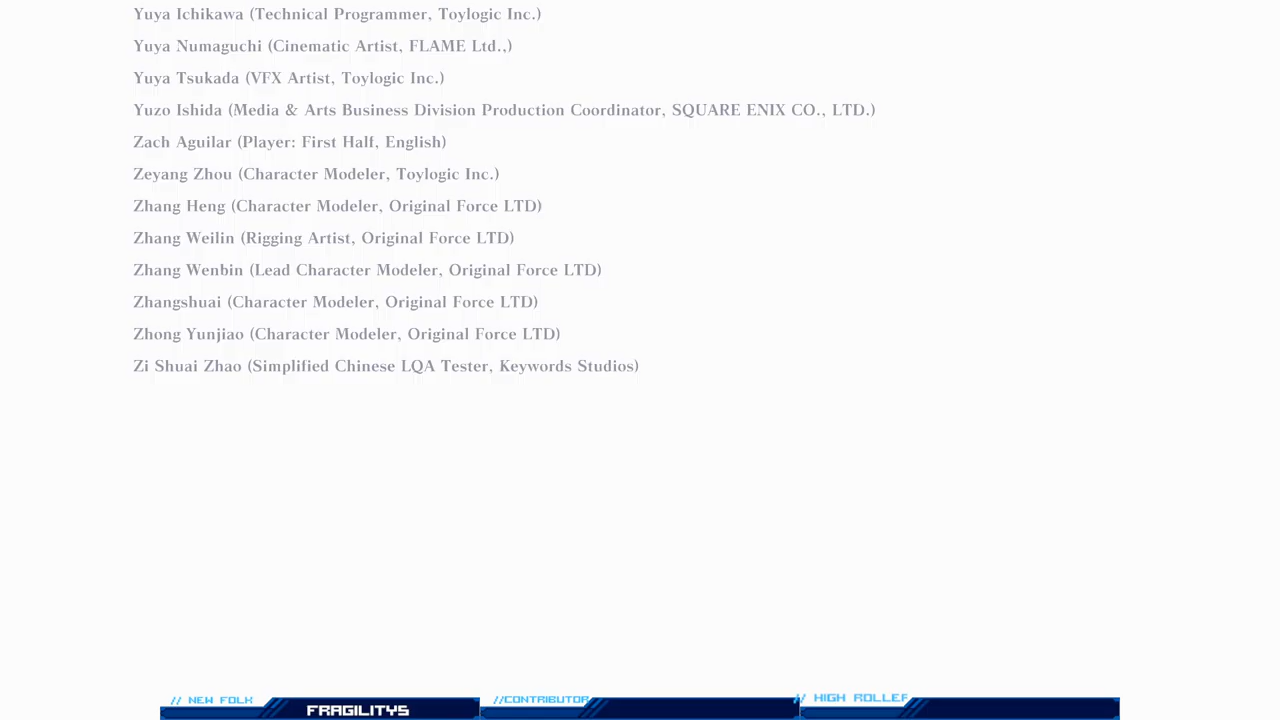 Yuya Ichikawa (Technical Programmer, Toylogic Inc.)
Yuya Numaguchi (Cinematic Artist, FLAME Ltd.,)
Yuya Tsukada (VFX Artist, Toylogic Inc.)
Yuzo Ishida (Media & Arts Business Division Production Coordinator, SQUARE ENIX CO., LTD.)
Zach Aguilar (Player: First Half, English)
Zeyang Zhou (Character Modeler, Toylogic Inc.)
Zhang Heng (Character Modeler, Original Force LTD)
Zhang Weilin (Rigging Artist, Original Force LTD)
Zhang Wenbin (Lead Character Modeler, Original Force LTD)
Zhangshuai (Character Modeler, Original Force LTD)
Zhong Yunjiao (Character Modeler, Original Force LTD)
Zi Shuai Zhao (Simplified Chinese LQA Tester, Keywords Studios)
// NEW FOLK //CONTRIBUTOR // HIGH ROLLER
FRAGILITYS